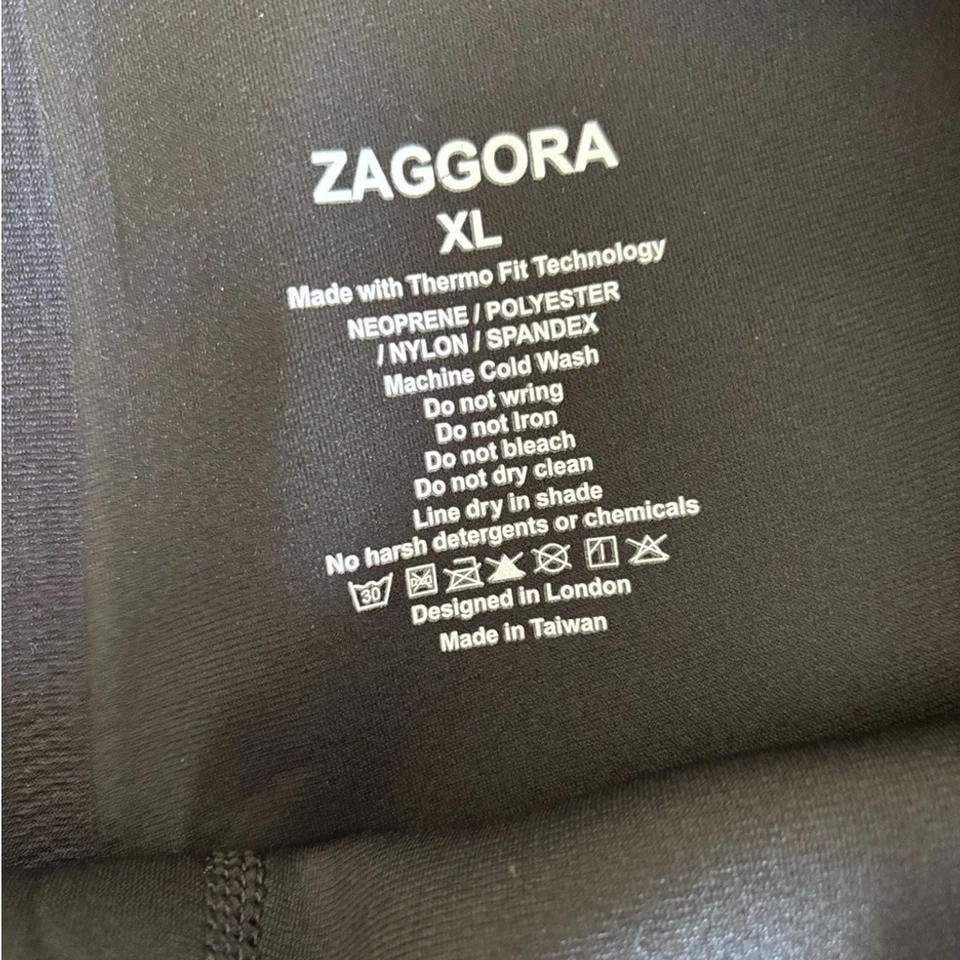 ZAGGORA
XL
Made with Thermo Fit Technology
NEOPRENE / POLYESTER
/ NYLON / SPANDEX
Machine Cold Wash
Do not wring
Do not Iron
Do not bleach
Do not dry clean
Line dry in shade
No harsh detergents or chemicals
30
Designed in London
Made in Taiwan